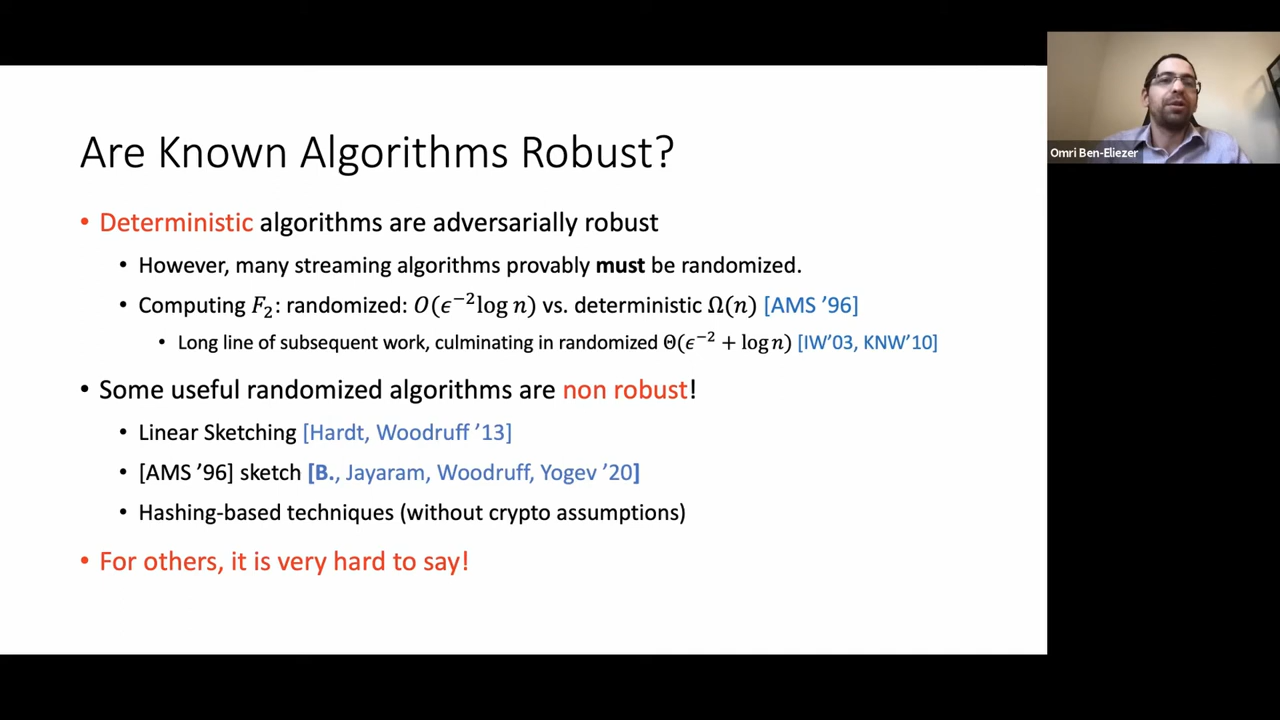 Are Known Algorithms Robust?
• Deterministic algorithms are adversarially robust
• However, many streaming algorithms provably must be randomized.
• Computing F₂: randomized: O(ϵ⁻²log n) vs. deterministic Ω(n) [AMS ’96]
• Long line of subsequent work, culminating in randomized Θ(ϵ⁻² + log n) [IW’03, KNW’10]
• Some useful randomized algorithms are non robust!
• Linear Sketching [Hardt, Woodruff ’13]
• [AMS ’96] sketch [B., Jayaram, Woodruff, Yogev ’20]
• Hashing-based techniques (without crypto assumptions)
• For others, it is very hard to say!
Omri Ben-Eliezer